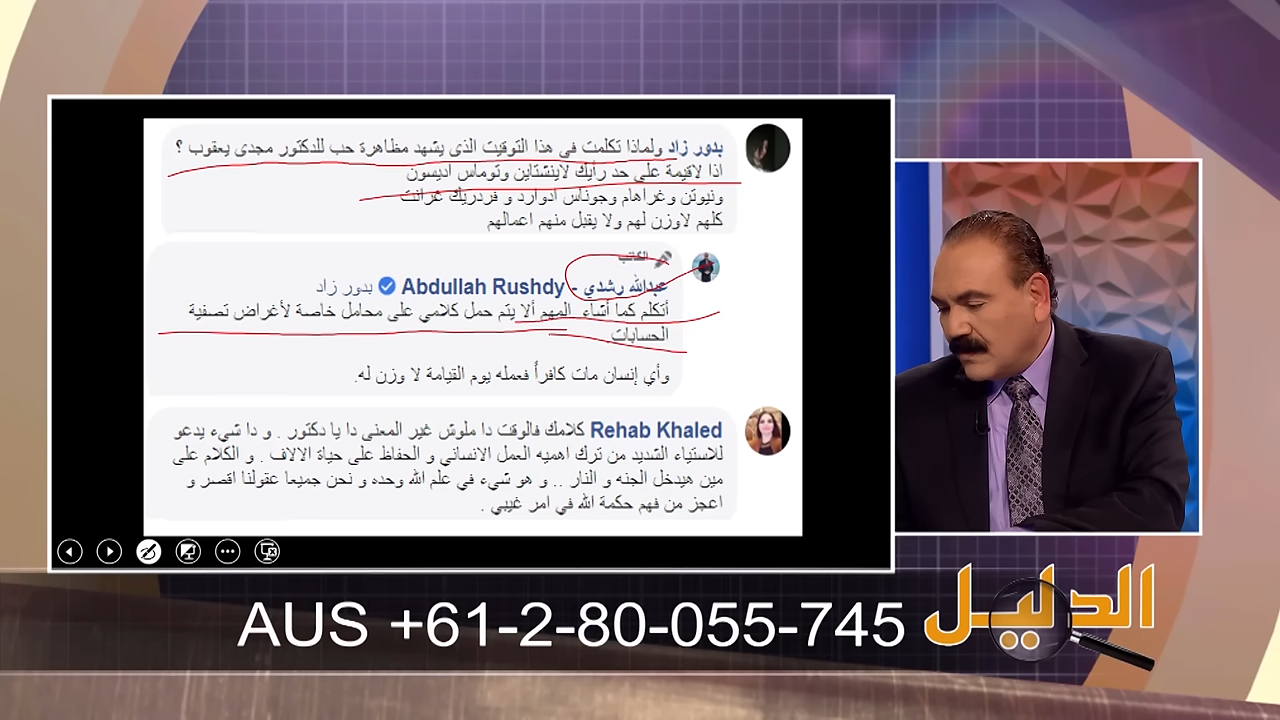 بدور زاد ولماذا تكلمت فى هذا التوقيت الذى يشهد مظاهرة حب للدكتور مجدى يعقوب ؟
اذا لاقيمة على حد رأيك لاينشتاين وتوماس اديسون
ونيوتن وغراهام وجوناس ادوارد و فردريك غرانت
كلهم لاوزن لهم ولا يقبل منهم اعمالهم
الكاتب
عبدالله رشدي - Abdullah Rushdy بدور زاد
أتكلم كما أشاء المهم ألا يتم حمل كلامي على محامل خاصة لأغراض تصفية
الحسابات
وأي إنسان مات كافراً فعمله يوم القيامة لا وزن له.
Rehab Khaled كلامك فالوقت دا ملوش غير المعنى دا يا دكتور . و دا شيء يدعو
للاستياء الشديد من ترك اهميه العمل الانساني و الحفاظ على حياة الالاف . و الكلام على
مين هيدخل الجنه و النار .. و هو شيء في علم الله وحده و نحن جميعا عقولنا اقصر و
اعجز من فهم حكمة الله في امر غيبي .
AUS +61-2-80-055-745
الدليل